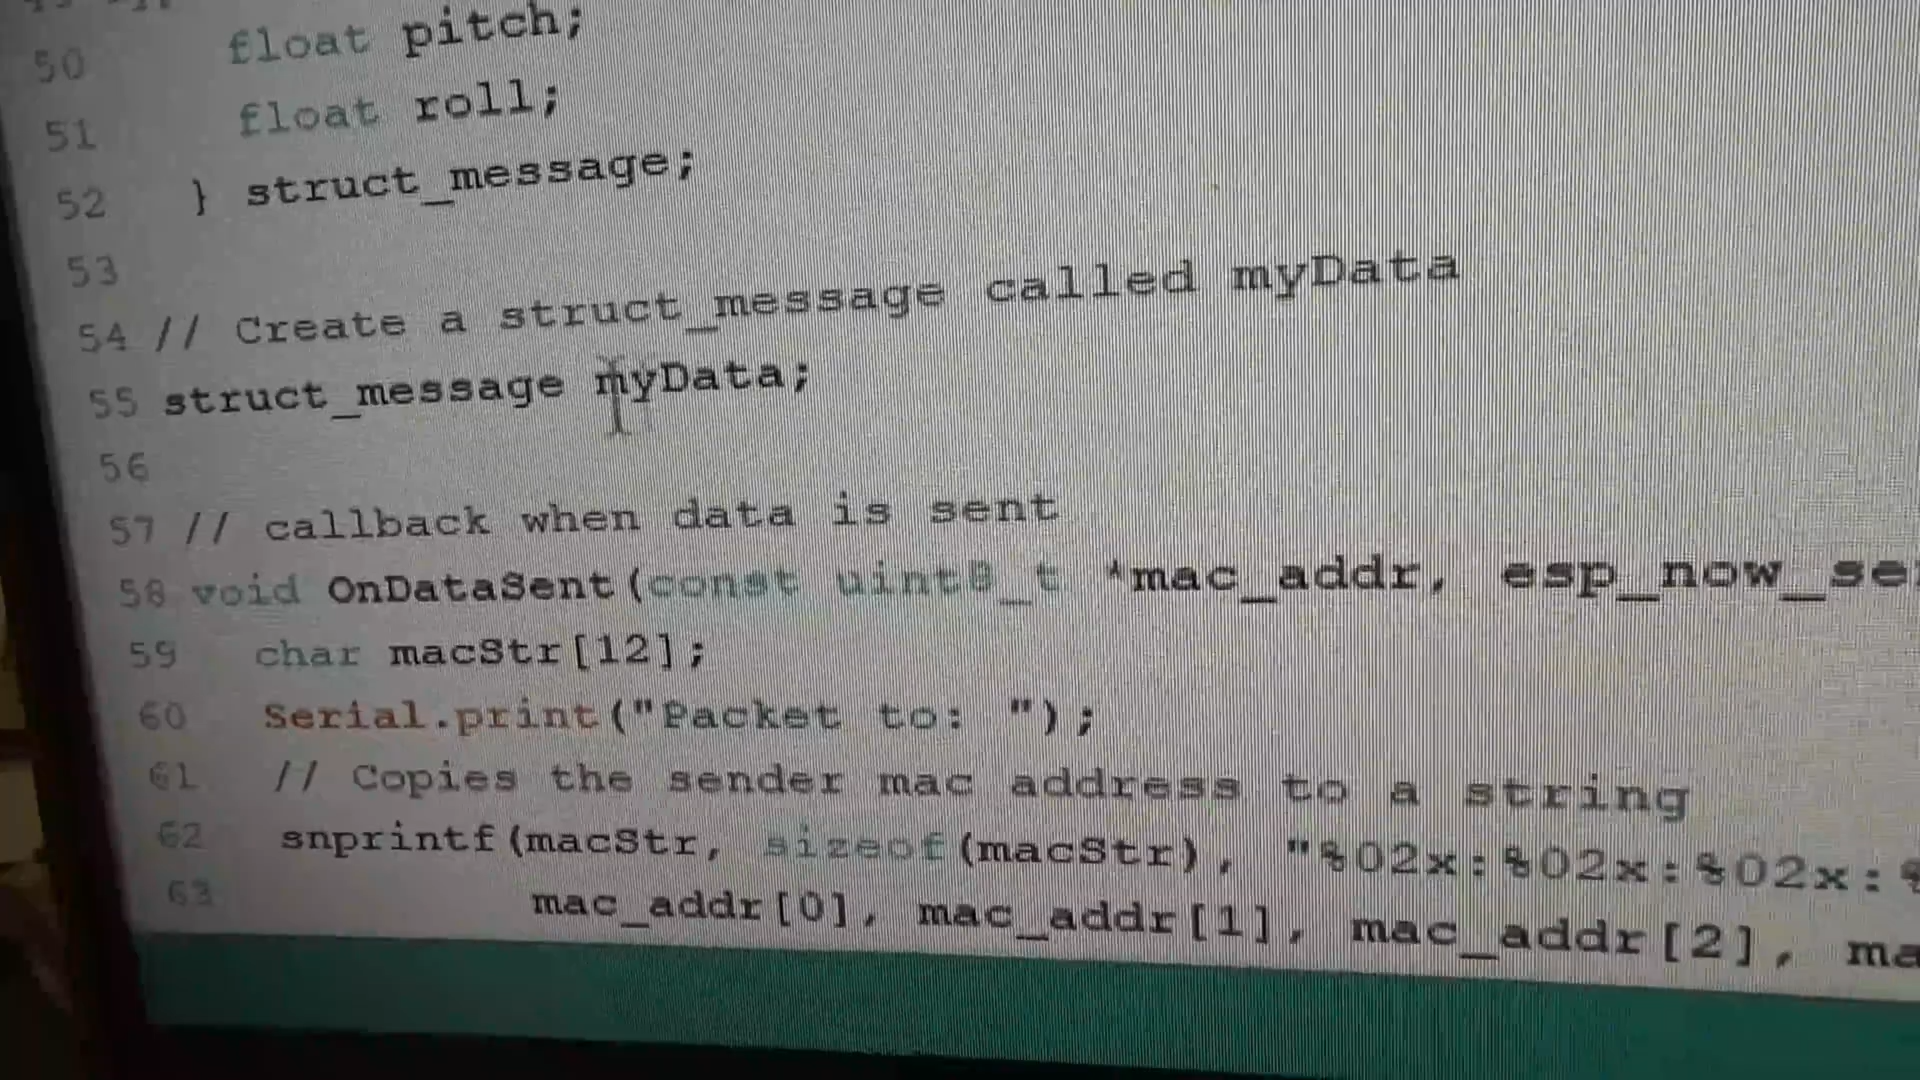 50 float pitch;
51 float roll;
52 } struct_message;
53
54 // Create a struct_message called myData
55 struct_message myData;
56
57 // callback when data is sent
58 void OnDataSent(const uint8_t *mac_addr, esp_now_se
59 char macStr[12];
60 Serial.print("Packet to: ");
61 // Copies the sender mac address to a string
62 snprintf(macStr, sizeof(macStr), "%02x:%02x:%02x:%
63 mac_addr[0], mac_addr[1], mac_addr[2], ma